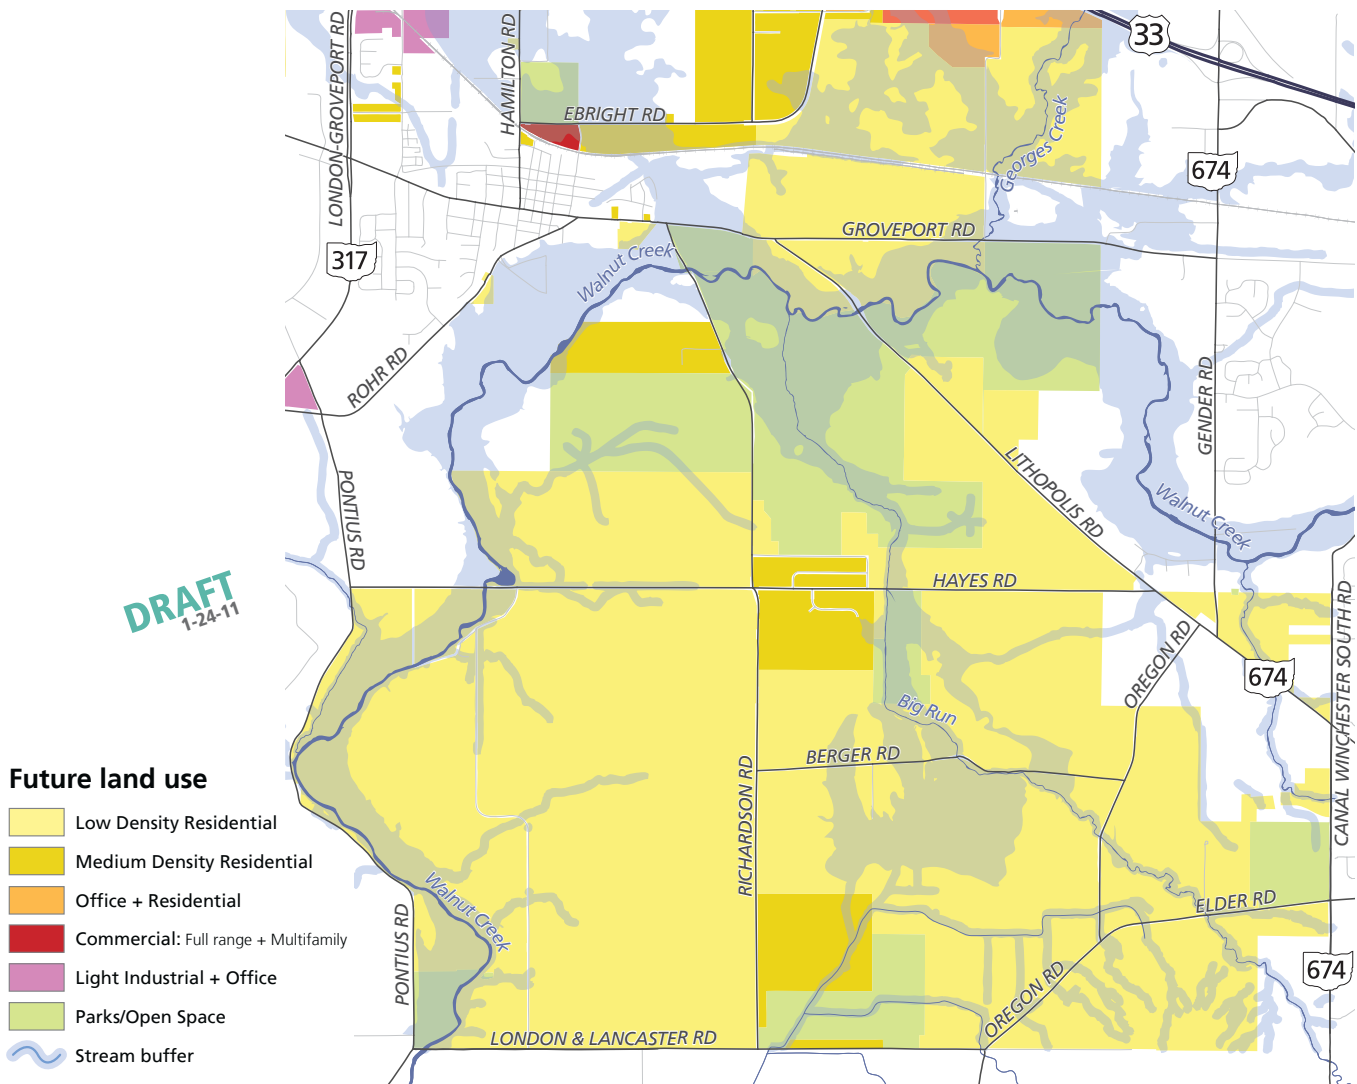 LONDON-GROVEPORT RD
HAMILTON RD
33
EBRIGHT RD
Georges Creek
674
GROVEPORT RD
317
Walnut Creek
ROHR RD
GENDER RD
LITHOPOLIS RD
PONTIUS RD
Walnut Creek
HAYES RD
DRAFT
1-24-11
CANAL WINCHESTER SOUTH RD
OREGON RD
674
Big Run
BERGER RD
RICHARDSON RD
Future land use
Low Density Residential
Medium Density Residential
Office + Residential
Commercial: Full range + Multifamily
Light Industrial + Office
Parks/Open Space
Stream buffer
Walnut Creek
ELDER RD
PONTIUS RD
674
OREGON RD
LONDON & LANCASTER RD